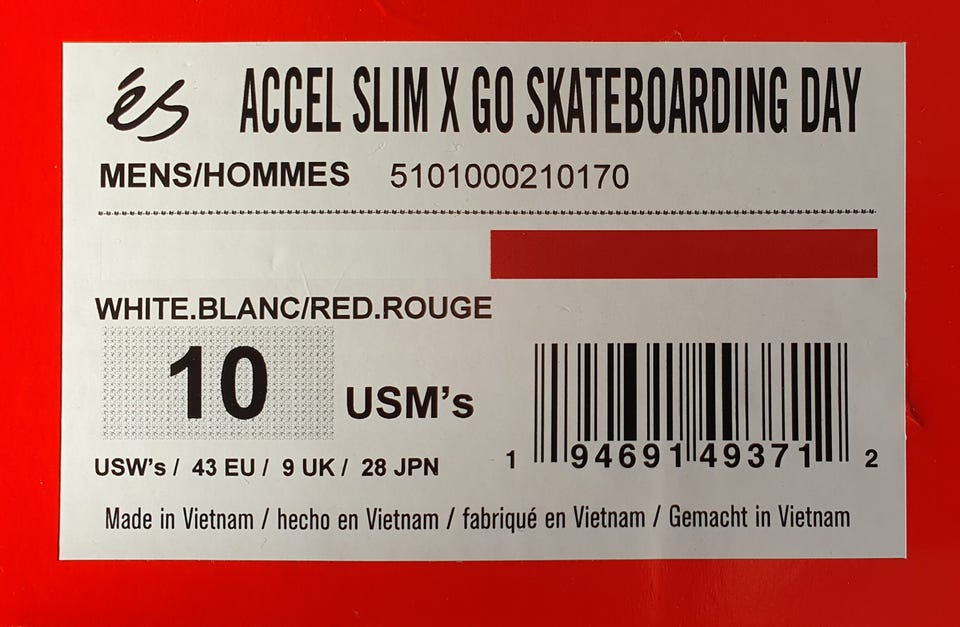 és ACCEL SLIM X GO SKATEBOARDING DAY
MENS/HOMMES 5101000210170
WHITE.BLANC/RED.ROUGE
10 USM's
USW's / 43 EU / 9 UK / 28 JPN
1 94691 49371 2
Made in Vietnam / hecho en Vietnam / fabriqué en Vietnam / Gemacht in Vietnam